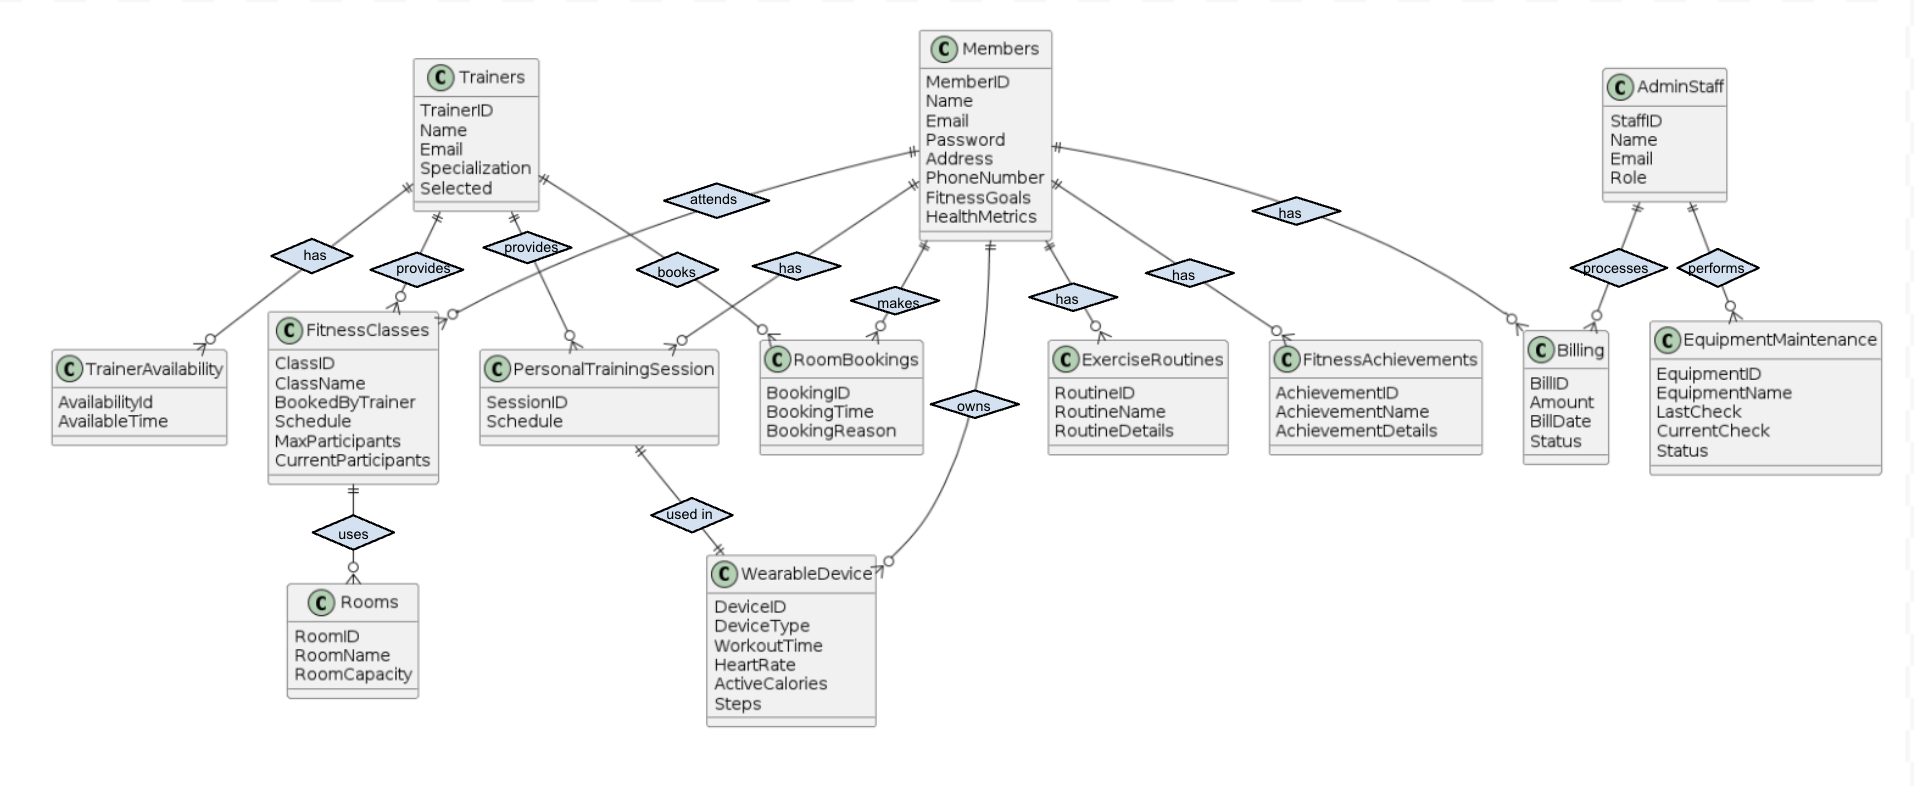 C Trainers
TrainerID
Name
Email
Specialization
Selected
C Members
MemberID
Name
Email
Password
Address
PhoneNumber
FitnessGoals
HealthMetrics
C AdminStaff
StaffID
Name
Email
Role
attends
has
has
provides
provides
books
has
makes
has
has
processes
performs
C TrainerAvailability
AvailabilityId
AvailableTime
C FitnessClasses
ClassID
ClassName
BookedByTrainer
Schedule
MaxParticipants
CurrentParticipants
C PersonalTrainingSession
SessionID
Schedule
C RoomBookings
BookingID
BookingTime
BookingReason
C ExerciseRoutines
RoutineID
RoutineName
RoutineDetails
C FitnessAchievements
AchievementID
AchievementName
AchievementDetails
C Billing
BillID
Amount
BillDate
Status
C EquipmentMaintenance
EquipmentID
EquipmentName
LastCheck
CurrentCheck
Status
owns
used in
uses
C Rooms
RoomID
RoomName
RoomCapacity
C WearableDevice
DeviceID
DeviceType
WorkoutTime
HeartRate
ActiveCalories
Steps